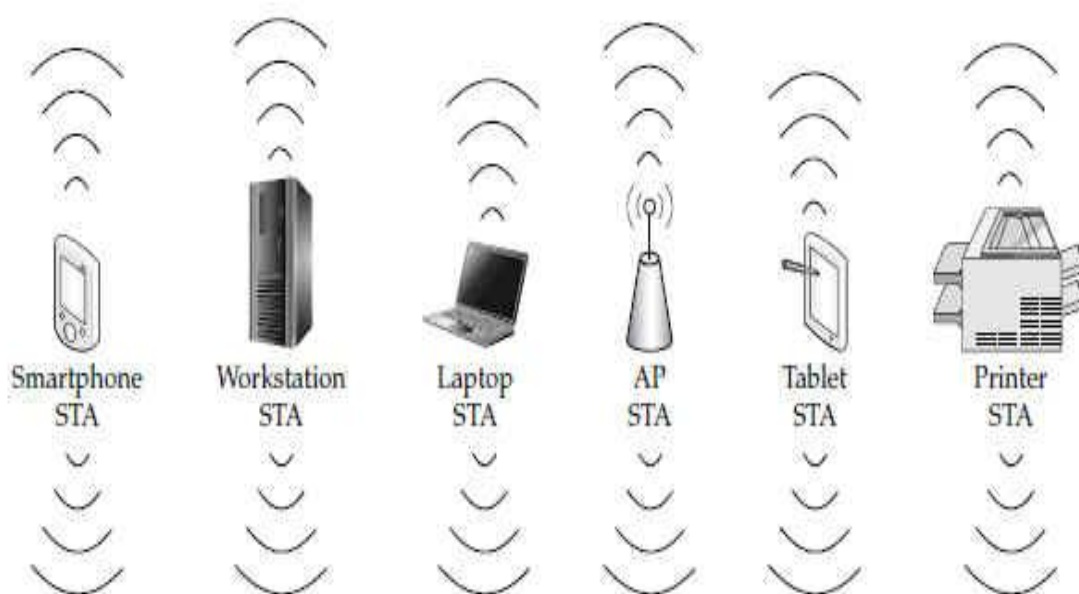 Smartphone
STA
Workstation
STA
Laptop
STA
AP
STA
Tablet
STA
Printer
STA